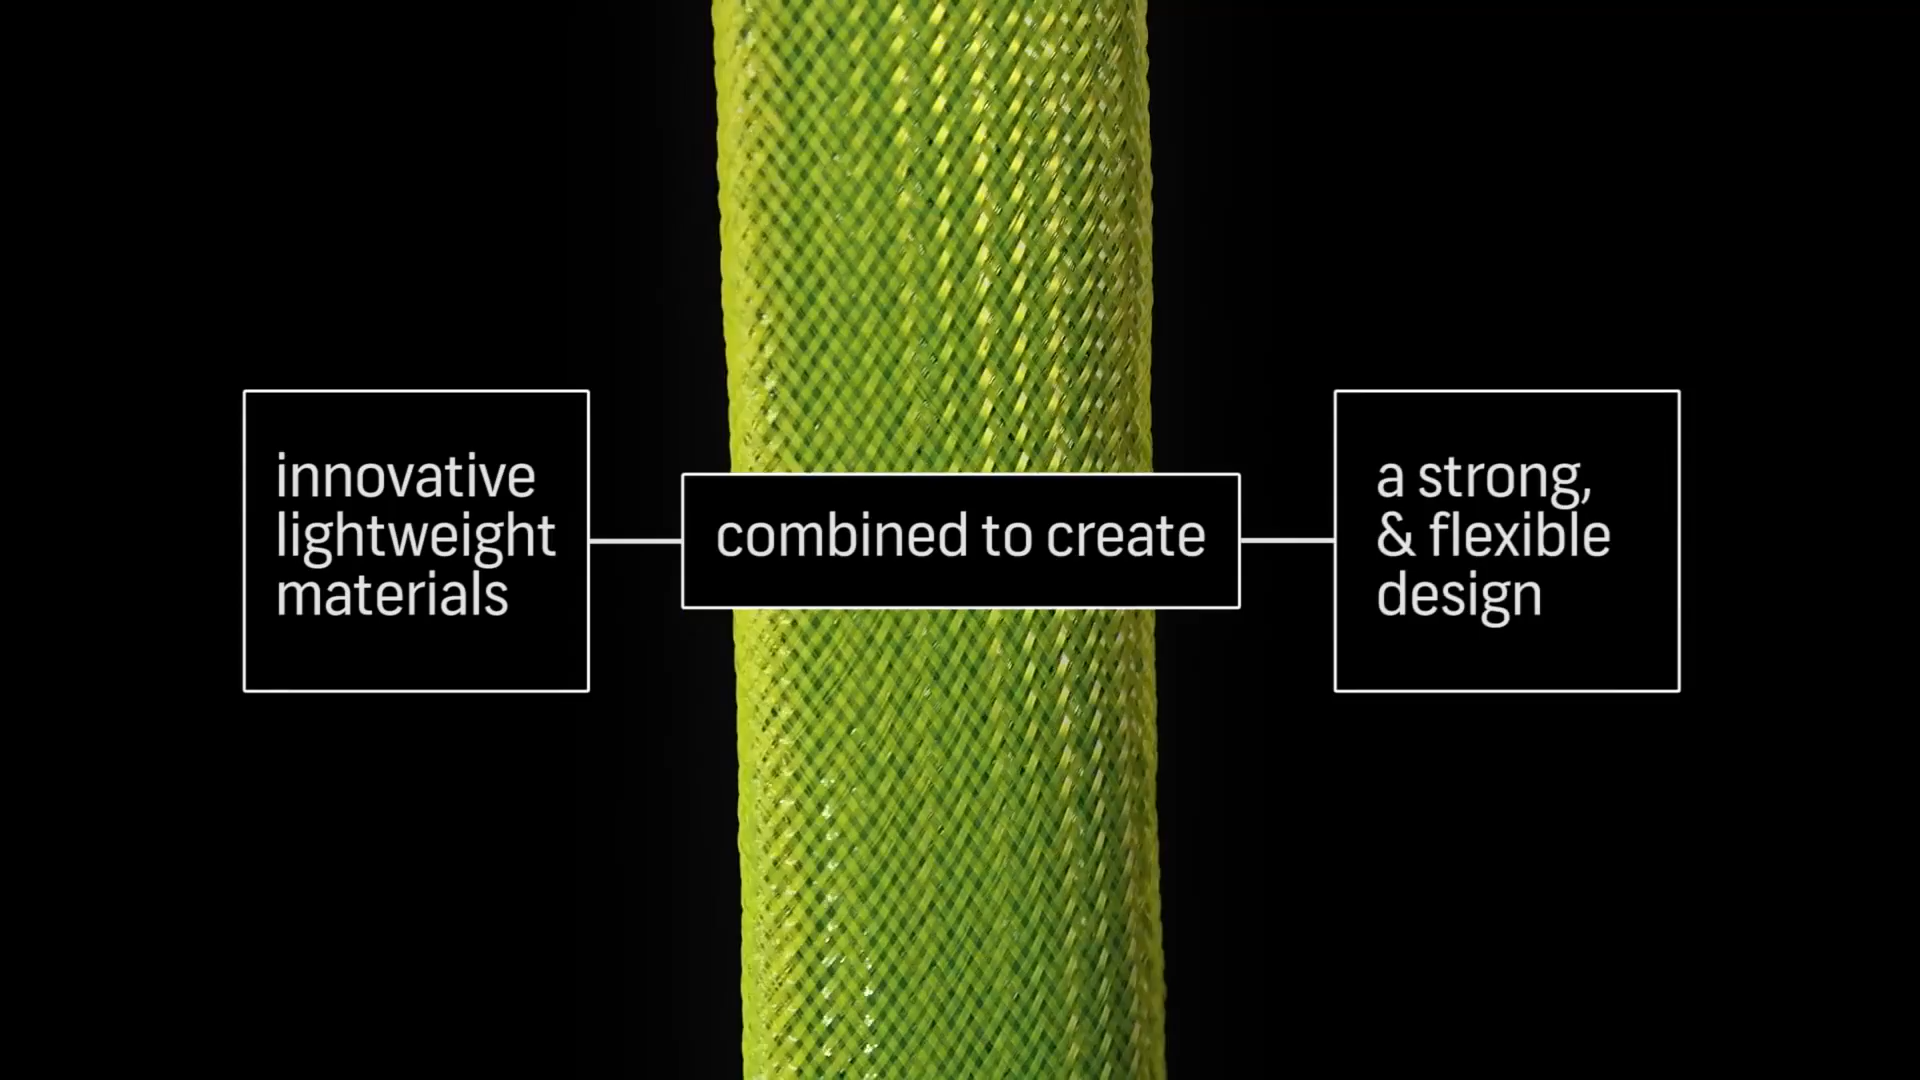 innovative
lightweight
materials
combined to create
a strong,
& flexible
design